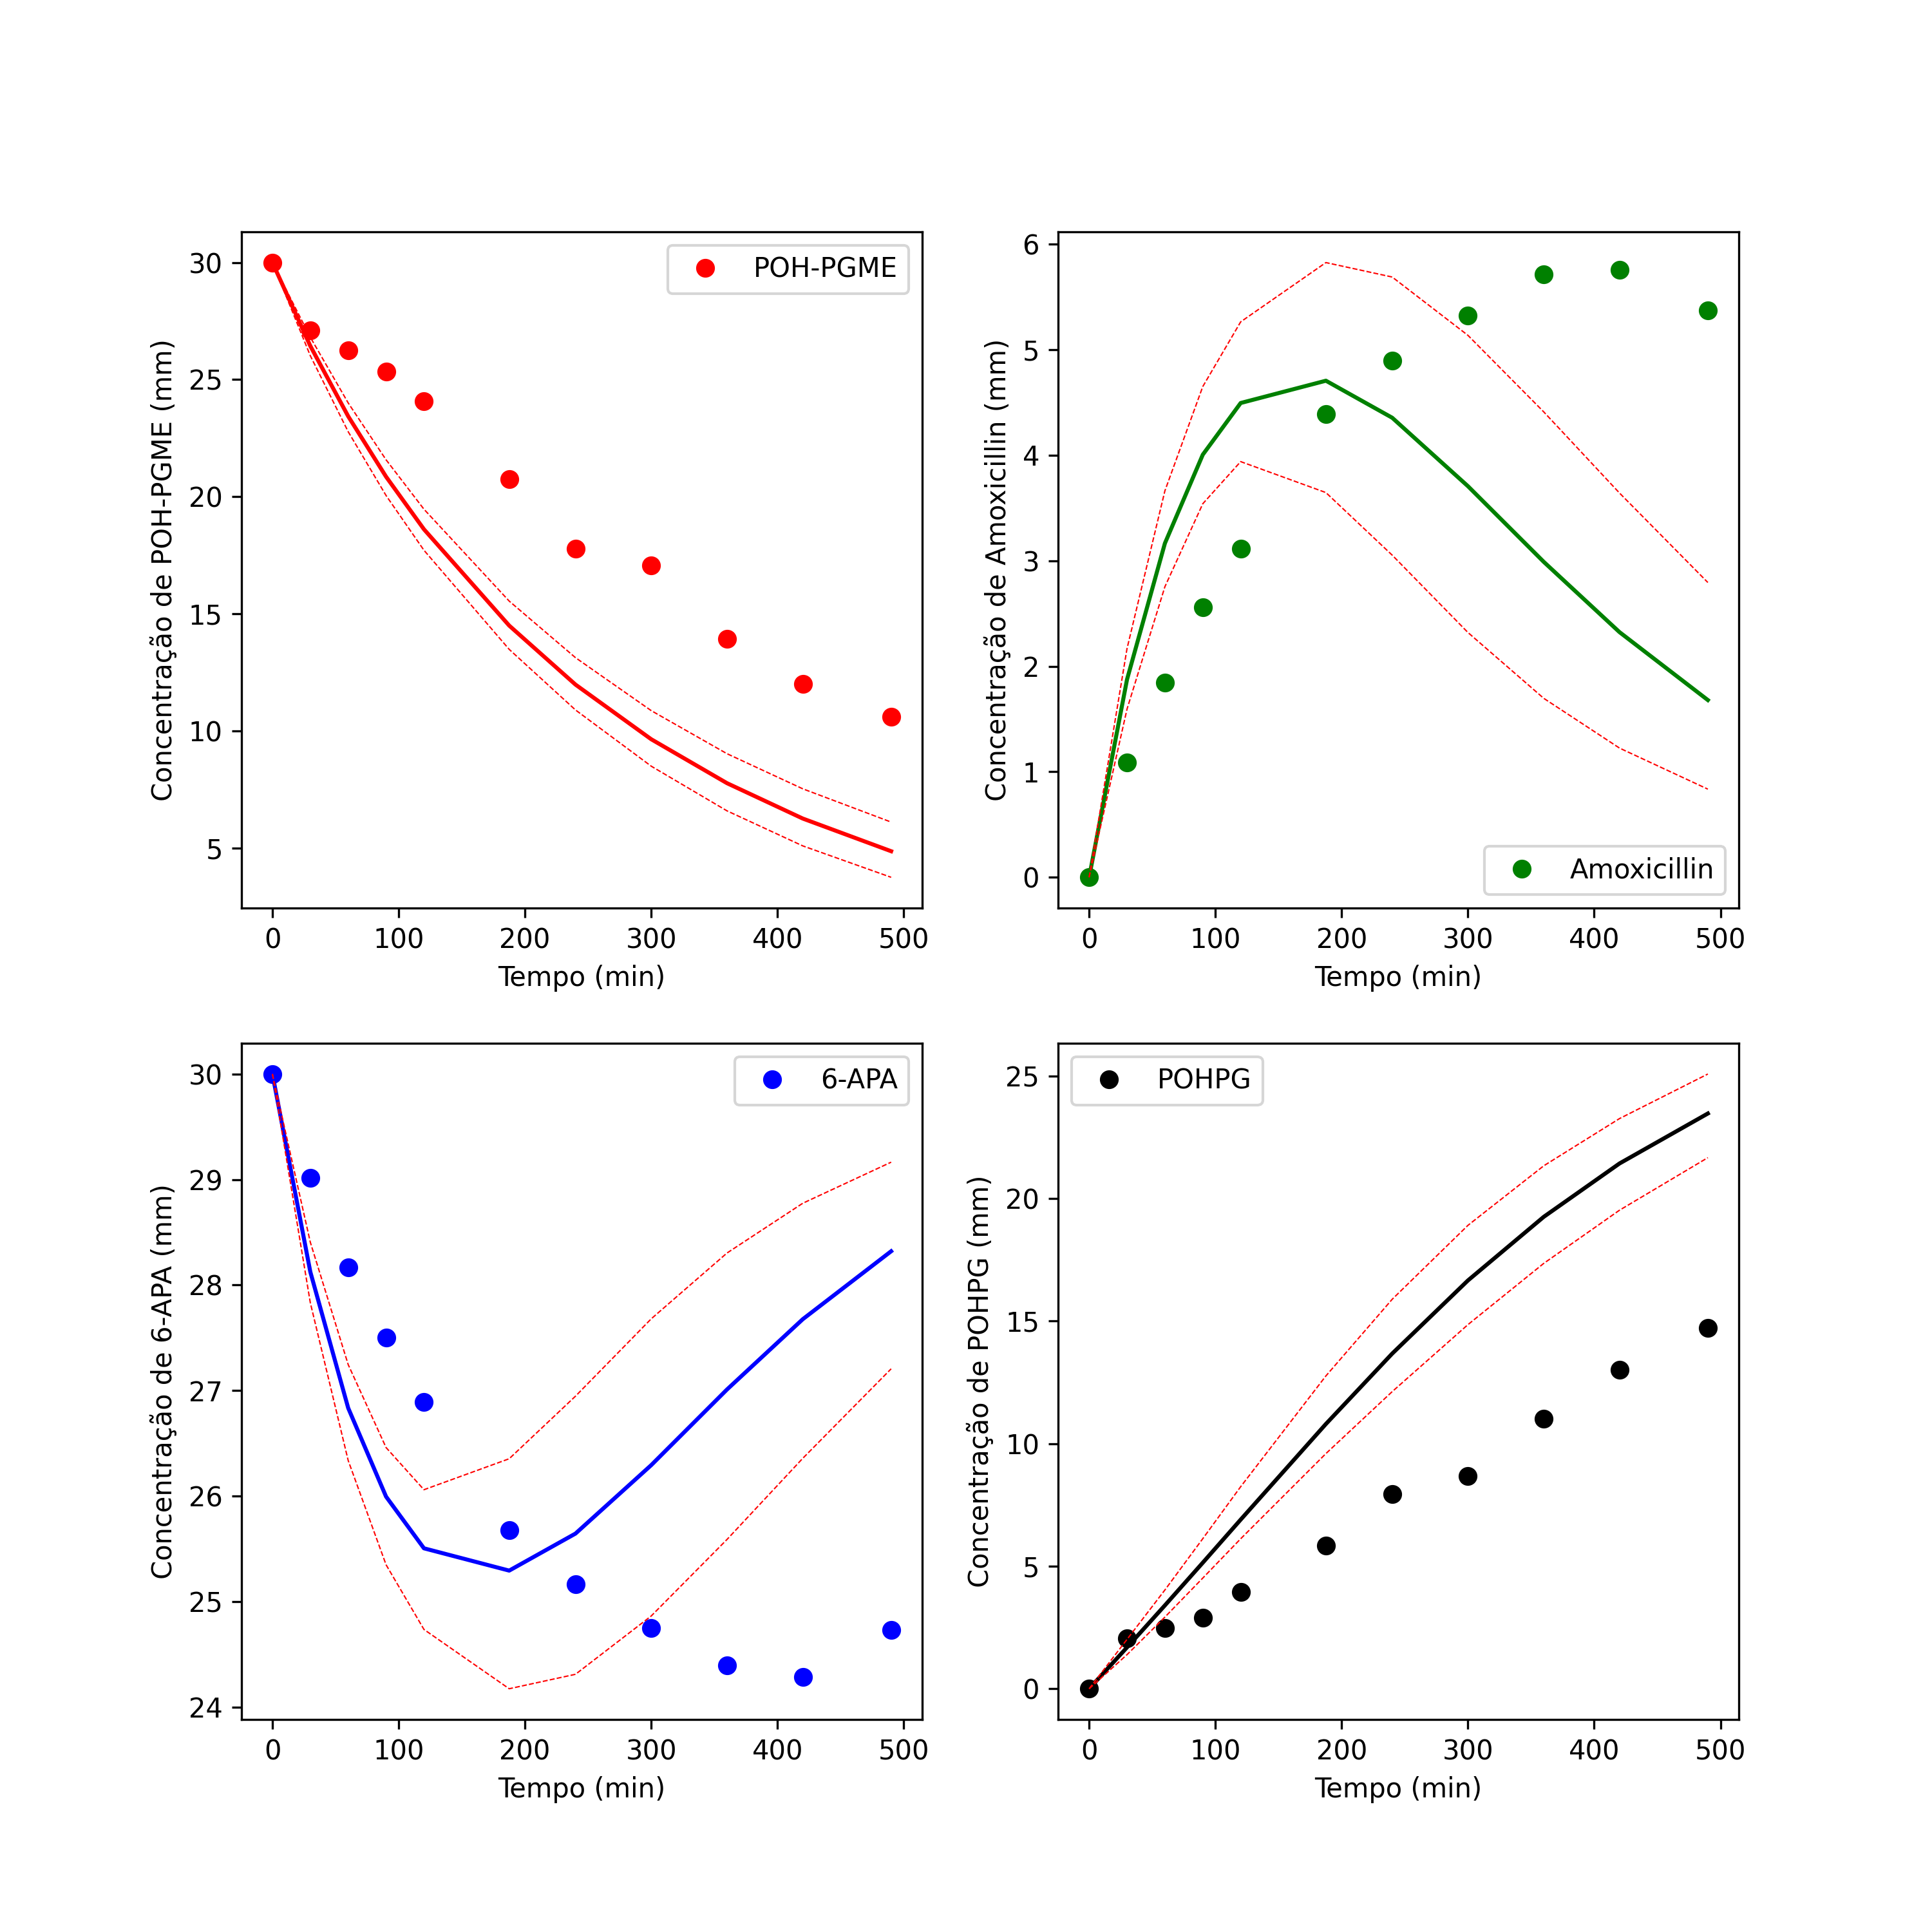 POH-PGME
Concentração de POH-PGME (mm)
30
25
20
15
10
5
0 100 200 300 400 500
Tempo (min)
Amoxicillin
Concentração de Amoxicillin (mm)
6
5
4
3
2
1
0
0 100 200 300 400 500
Tempo (min)
6-APA
Concentração de 6-APA (mm)
30
29
28
27
26
25
24
0 100 200 300 400 500
Tempo (min)
POHPG
Concentração de POHPG (mm)
25
20
15
10
5
0
0 100 200 300 400 500
Tempo (min)